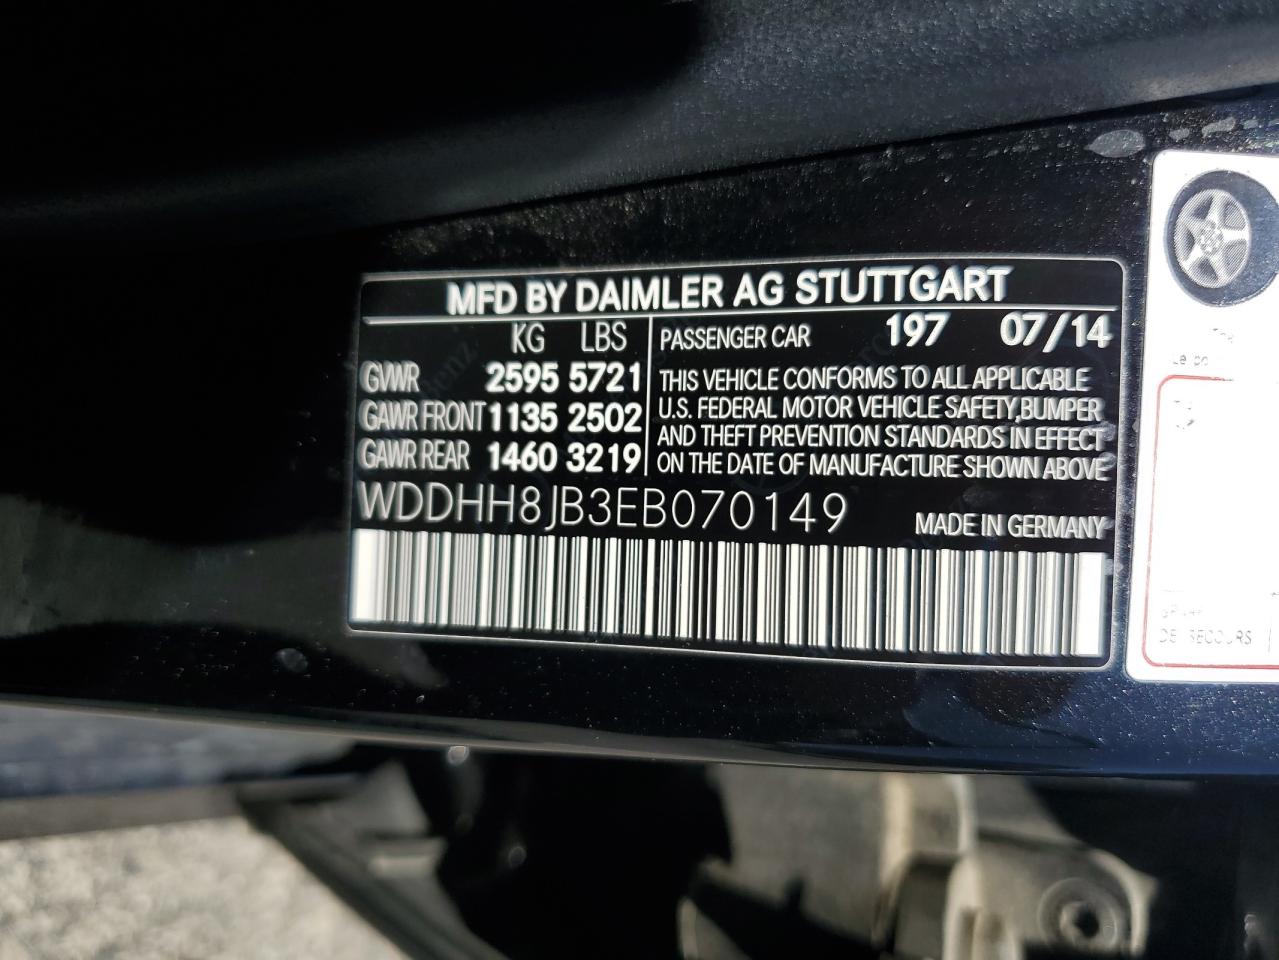 MFD BY DAIMLER AG STUTTGART
KG LBS
GVWR 2595 5721
GAWR FRONT 1135 2502
GAWR REAR 1460 3219
PASSENGER CAR 197 07/14
THIS VEHICLE CONFORMS TO ALL APPLICABLE
U.S. FEDERAL MOTOR VEHICLE SAFETY,BUMPER
AND THEFT PREVENTION STANDARDS IN EFFECT
ON THE DATE OF MANUFACTURE SHOWN ABOVE
WDDHH8JB3EB070149
MADE IN GERMANY
DE SECOURS